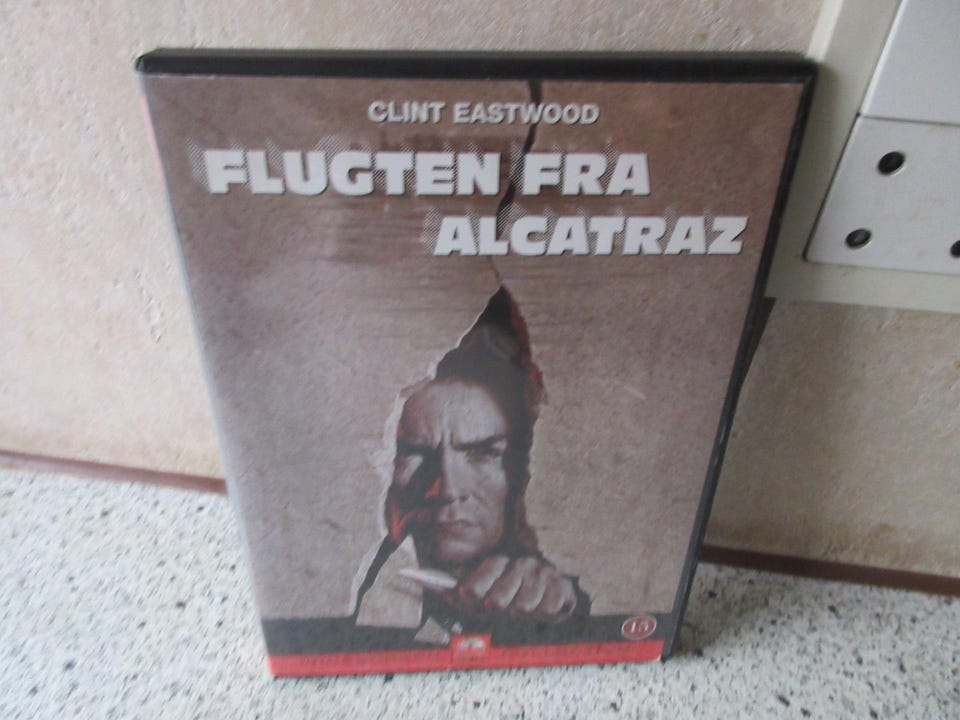 CLINT EASTWOOD
FLUGTEN FRA
ALCATRAZ
15